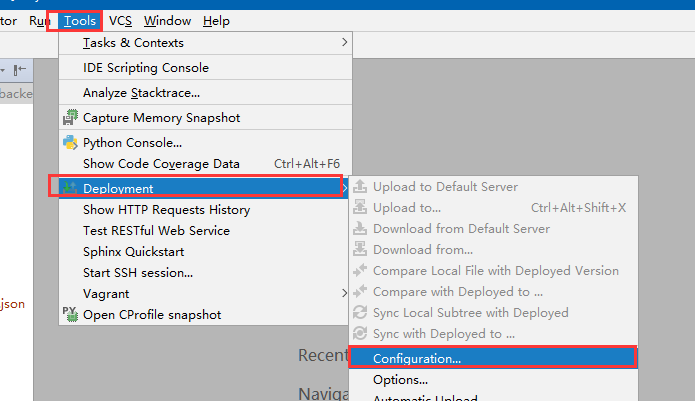 tor Run Tools VCS Window Help
Tasks & Contexts
IDE Scripting Console
backe
Analyze Stacktrace...
Capture Memory Snapshot
Python Console...
Show Code Coverage Data Ctrl+Alt+F6
Deployment
Upload to Default Server
Show HTTP Requests History
Upload to... Ctrl+Alt+Shift+X
Test RESTful Web Service
Download from Default Server
Sphinx Quickstart
Download from...
Start SSH session...
Compare Local File with Deployed Version
Vagrant
Compare with Deployed to ...
json
PY Open CProfile snapshot
Sync Local Subtree with Deployed
Sync with Deployed to ...
Recent
Configuration...
Options...
Naviga
Automatic Upload